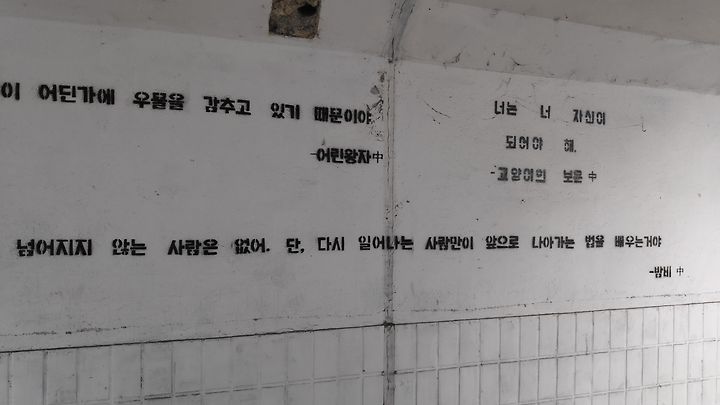 이 어딘가에 우물을 감추고 있기 때문이야
-어린왕자中
너는 너 자신이
되어야 해.
-고양이의 보은 中
넘어지지 않는 사람은 없어. 단, 다시 일어나는 사람만이 앞으로 나아가는 법을 배우는거야
-밤비 中